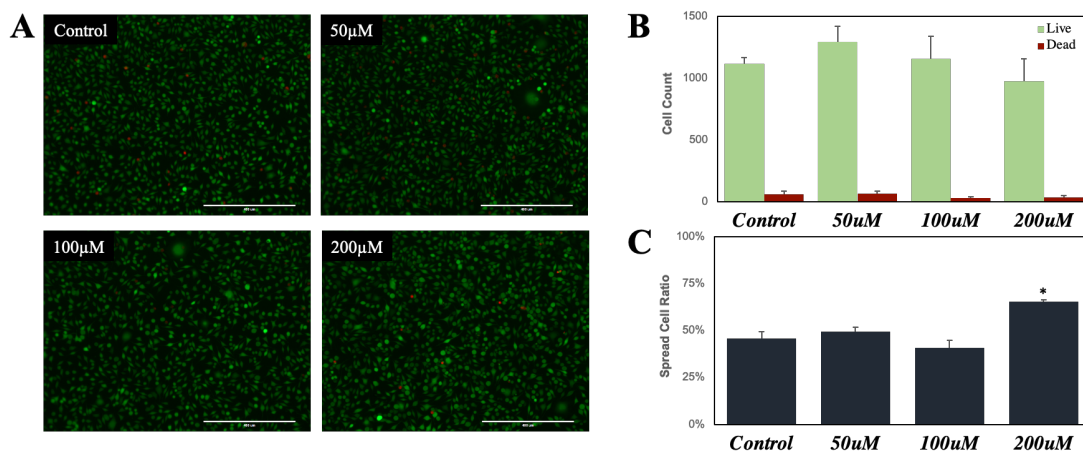 A
Control
50µM
100µM
200µM
B
1500
1000
500
0
Cell Count
Live
Dead
Control
50uM
100uM
200uM
C
100%
75%
50%
25%
0%
Spread Cell Ratio
*
Control
50uM
100uM
200uM